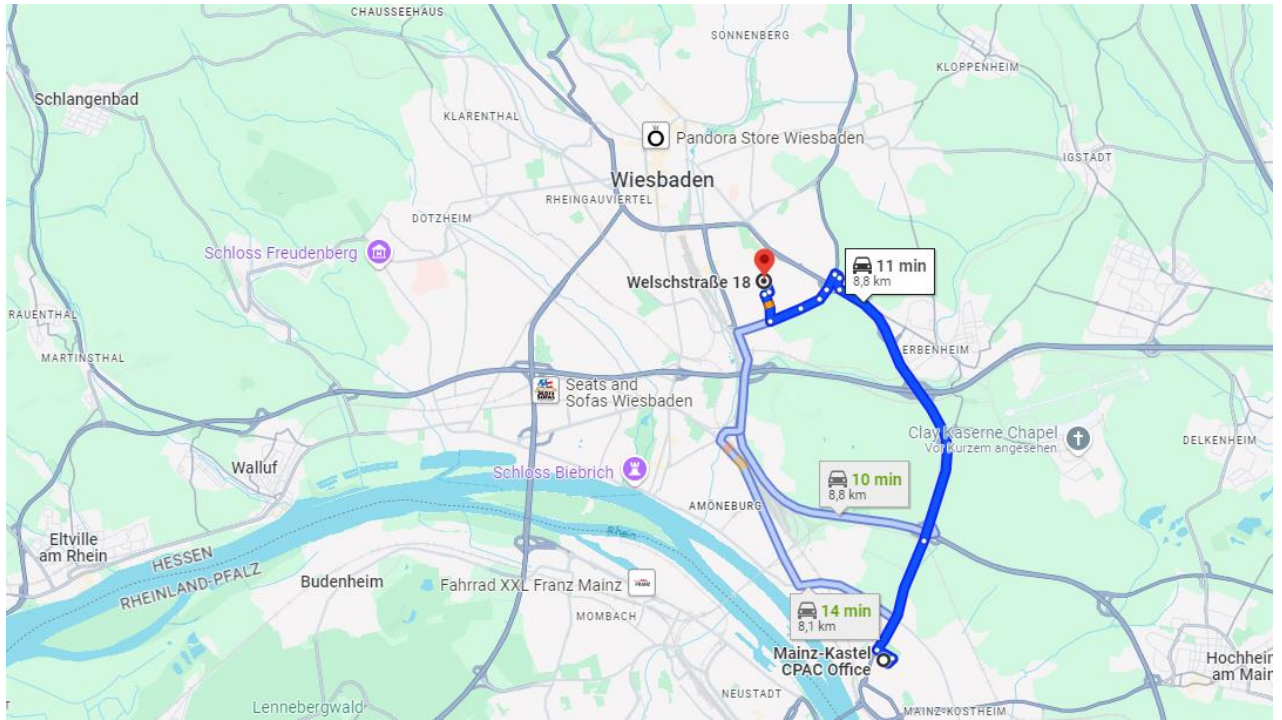 CHAUSSEEHAUS
SONNENBERG
KLOPPENHEIM
Schlangenbad
KLARENTHAL
Pandora Store Wiesbaden
IGSTADT
Wiesbaden
RHEINGAUVIERTEL
DOTZHEIM
Schloss Freudenberg
11 min
8,8 km
Welschstraße 18
RAUENTHAL
MARTINSTHAL
ERBENHEIM
Seats and
Sofas Wiesbaden
Clay Kaserne Chapel
Vor Kurzem angesehen
DELKENHEIM
Walluf
Schloss Biebrich
10 min
8,8 km
AMÖNEBURG
Eltville
am Rhein
HESSEN
RHEINLAND-PFALZ
Rhein
Budenheim
Fahrrad XXL Franz Mainz
FRANZ
MOMBACH
14 min
8,1 km
Mainz-Kastel
CPAC Office
Hochheim
am Main
NEUSTADT
Lennebergwald
MAINZ-KOSTHEIM